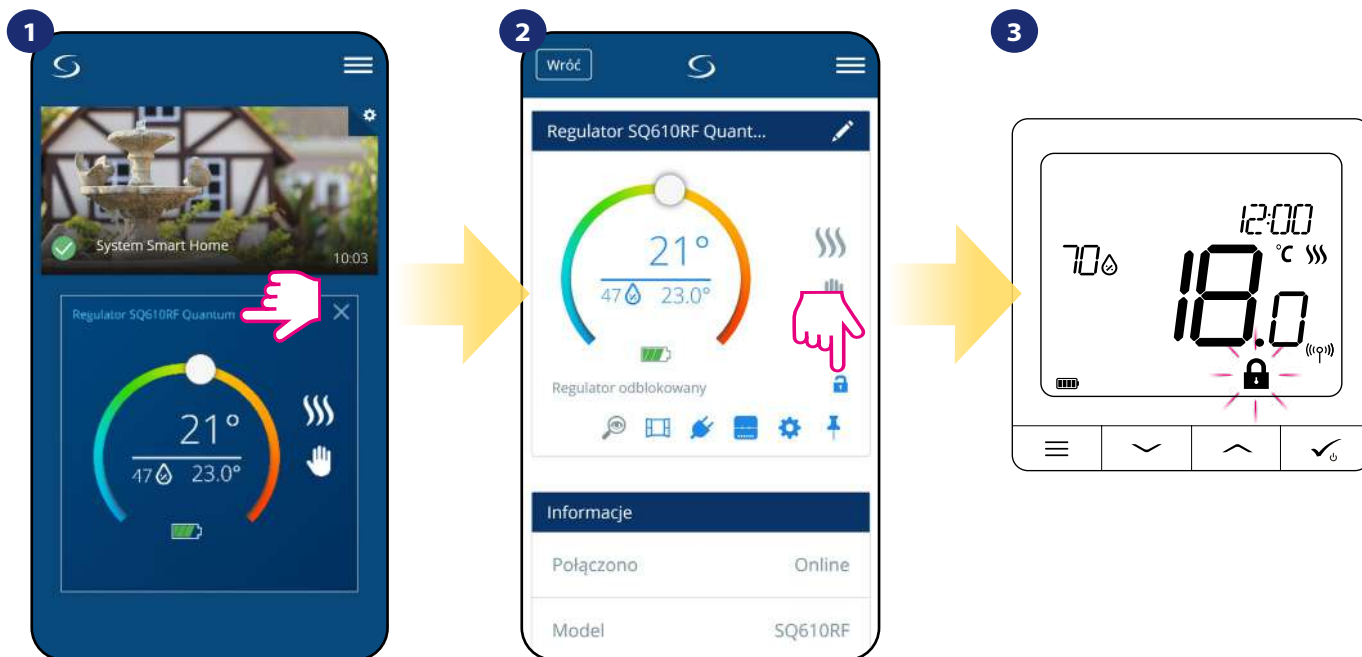 1
System Smart Home
10:03
Regulator SQ610RF Quantum
21°
47 23.0°
2
Wróć
Regulator SQ610RF Quant...
21°
47 23.0°
Regulator odblokowany
Informacje
Połączono Online
Model SQ610RF
3
12:00
70
18.0 °C